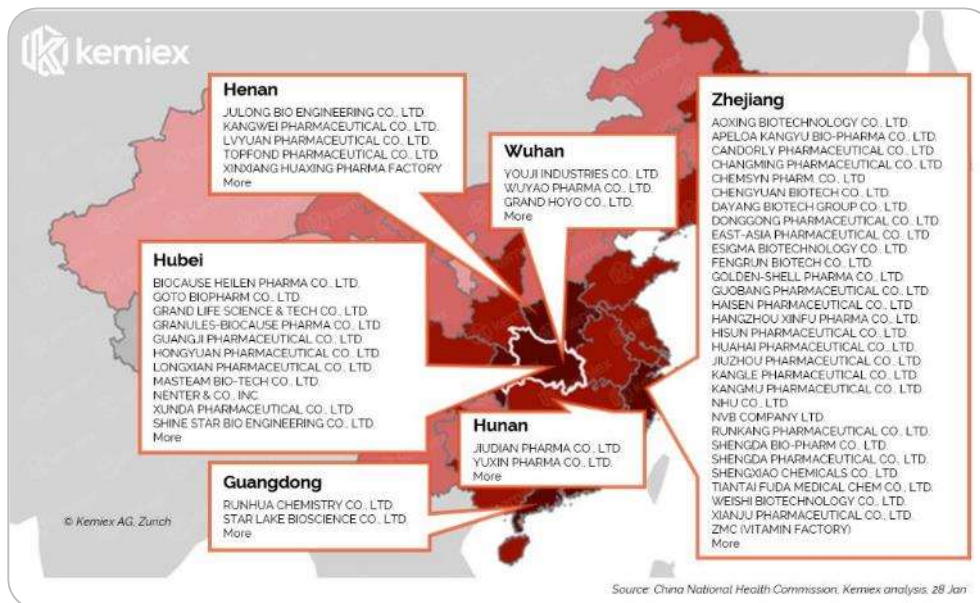 kemiex
Henan
JULONG BIO ENGINEERING CO., LTD.
KANGWEI PHARMACEUTICAL CO., LTD.
LVYUAN PHARMACEUTICAL CO., LTD.
TOPFOND PHARMACEUTICAL CO., LTD.
XINXIANG HUAXING PHARMA FACTORY
More
Wuhan
YOUJI INDUSTRIES CO., LTD
WUYAO PHARMA CO., LTD.
GRAND HOYO CO., LTD.
More
Zhejiang
AOXING BIOTECHNOLOGY CO., LTD.
APELOA KANGYU BIO-PHARMA CO., LTD.
CANDORLY PHARMACEUTICAL CO., LTD
CHANGMING PHARMACEUTICAL CO., LTD.
CHEMSYN PHARM. CO., LTD
CHENGYUAN BIOTECH CO., LTD.
DAYANG BIOTECH GROUP CO., LTD.
DONGGONG PHARMACEUTICAL CO., LTD.
EAST-ASIA PHARMACEUTICAL CO., LTD.
ESIGMA BIOTECHNOLOGY CO., LTD.
FENGRUN BIOTECH CO., LTD.
GOLDEN-SHELL PHARMA CO., LTD.
GUOBANG PHARMACEUTICAL CO., LTD.
HAISEN PHARMACEUTICAL CO., LTD.
HANGZHOU XINFU PHARMA CO., LTD.
HISUN PHARMACEUTICAL CO., LTD.
HUAHAI PHARMACEUTICAL CO., LTD.
JIUZHOU PHARMACEUTICAL CO., LTD.
KANGLE PHARMACEUTICAL CO., LTD.
KANGMU PHARMACEUTICAL CO., LTD.
NHU CO., LTD
NVB COMPANY LTD.
RUNKANG PHARMACEUTICAL CO., LTD.
SHENGDA BIO-PHARM CO., LTD.
SHENGDA PHARMACEUTICAL CO., LTD.
SHENGXIAO CHEMICALS CO., LTD.
TIANTAI FUDA MEDICAL CHEM CO., LTD.
WEISHI BIOTECHNOLOGY CO., LTD.
XIANJU PHARMACEUTICAL CO., LTD.
ZMC (VITAMIN FACTORY)
More
Hubei
BIOCAUSE HEILEN PHARMA CO., LTD.
GOTO BIOPHARM CO., LTD.
GRAND LIFE SCIENCE & TECH CO., LTD.
GRANULES-BIOCAUSE PHARMA CO., LTD
GUANGJI PHARMACEUTICAL CO., LTD.
HONGYUAN PHARMACEUTICAL CO., LTD.
LONGXIAN PHARMACEUTICAL CO., LTD.
MASTEAM BIO-TECH CO., LTD.
NENTER & CO., INC.
XUNDA PHARMACEUTICAL CO., LTD.
SHINE STAR BIO ENGINEERING CO., LTD.
More
Hunan
JIUDIAN PHARMA CO., LTD
YUXIN PHARMA CO., LTD.
More
Guangdong
RUNHUA CHEMISTRY CO., LTD.
STAR LAKE BIOSCIENCE CO., LTD.
More
© Kemiex AG, Zurich
Source: China National Health Commission, Kemiex analysis, 28 Jan